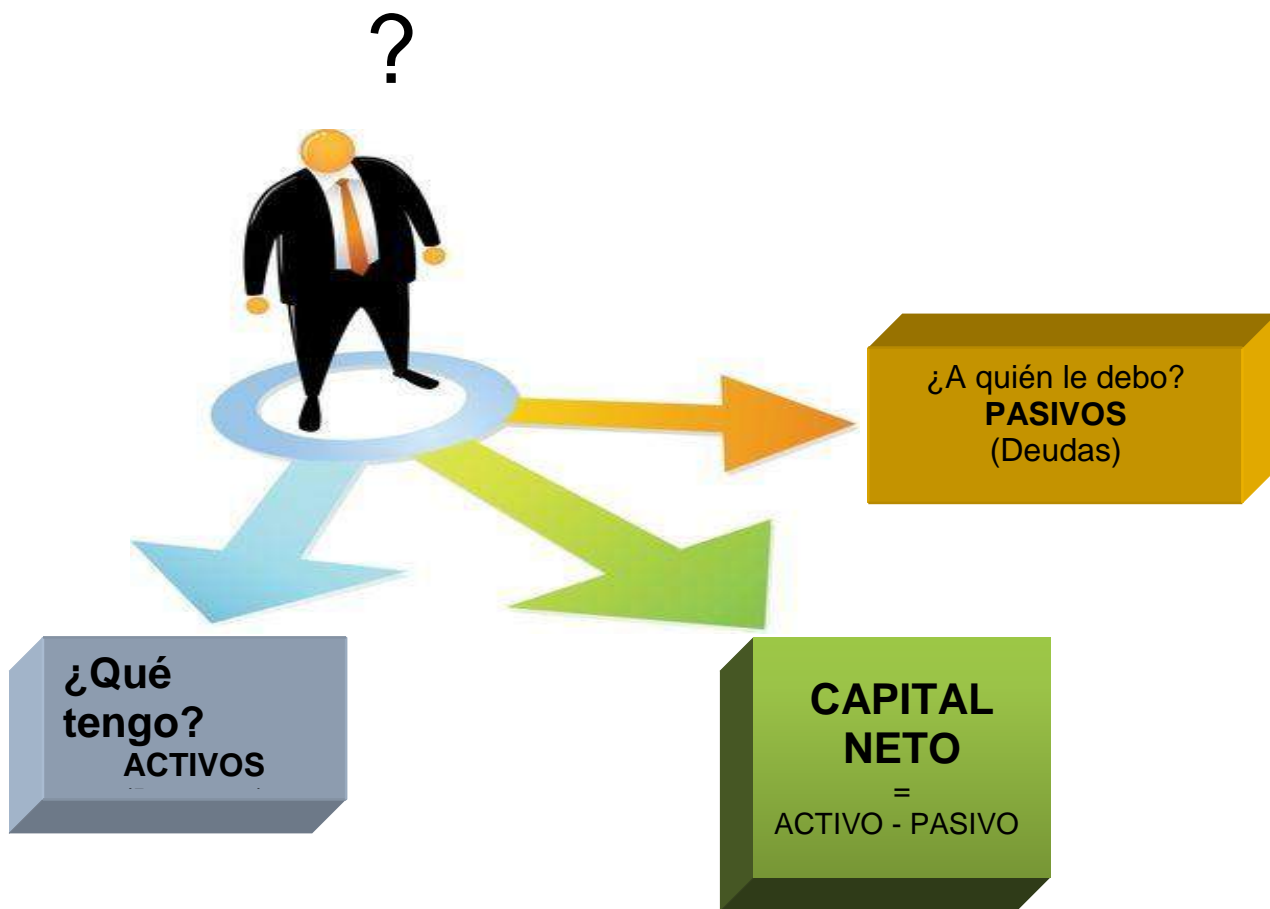 ?
¿A quién le debo?
PASIVOS
(Deudas)
¿Qué
tengo?
ACTIVOS
CAPITAL
NETO
=
ACTIVO - PASIVO